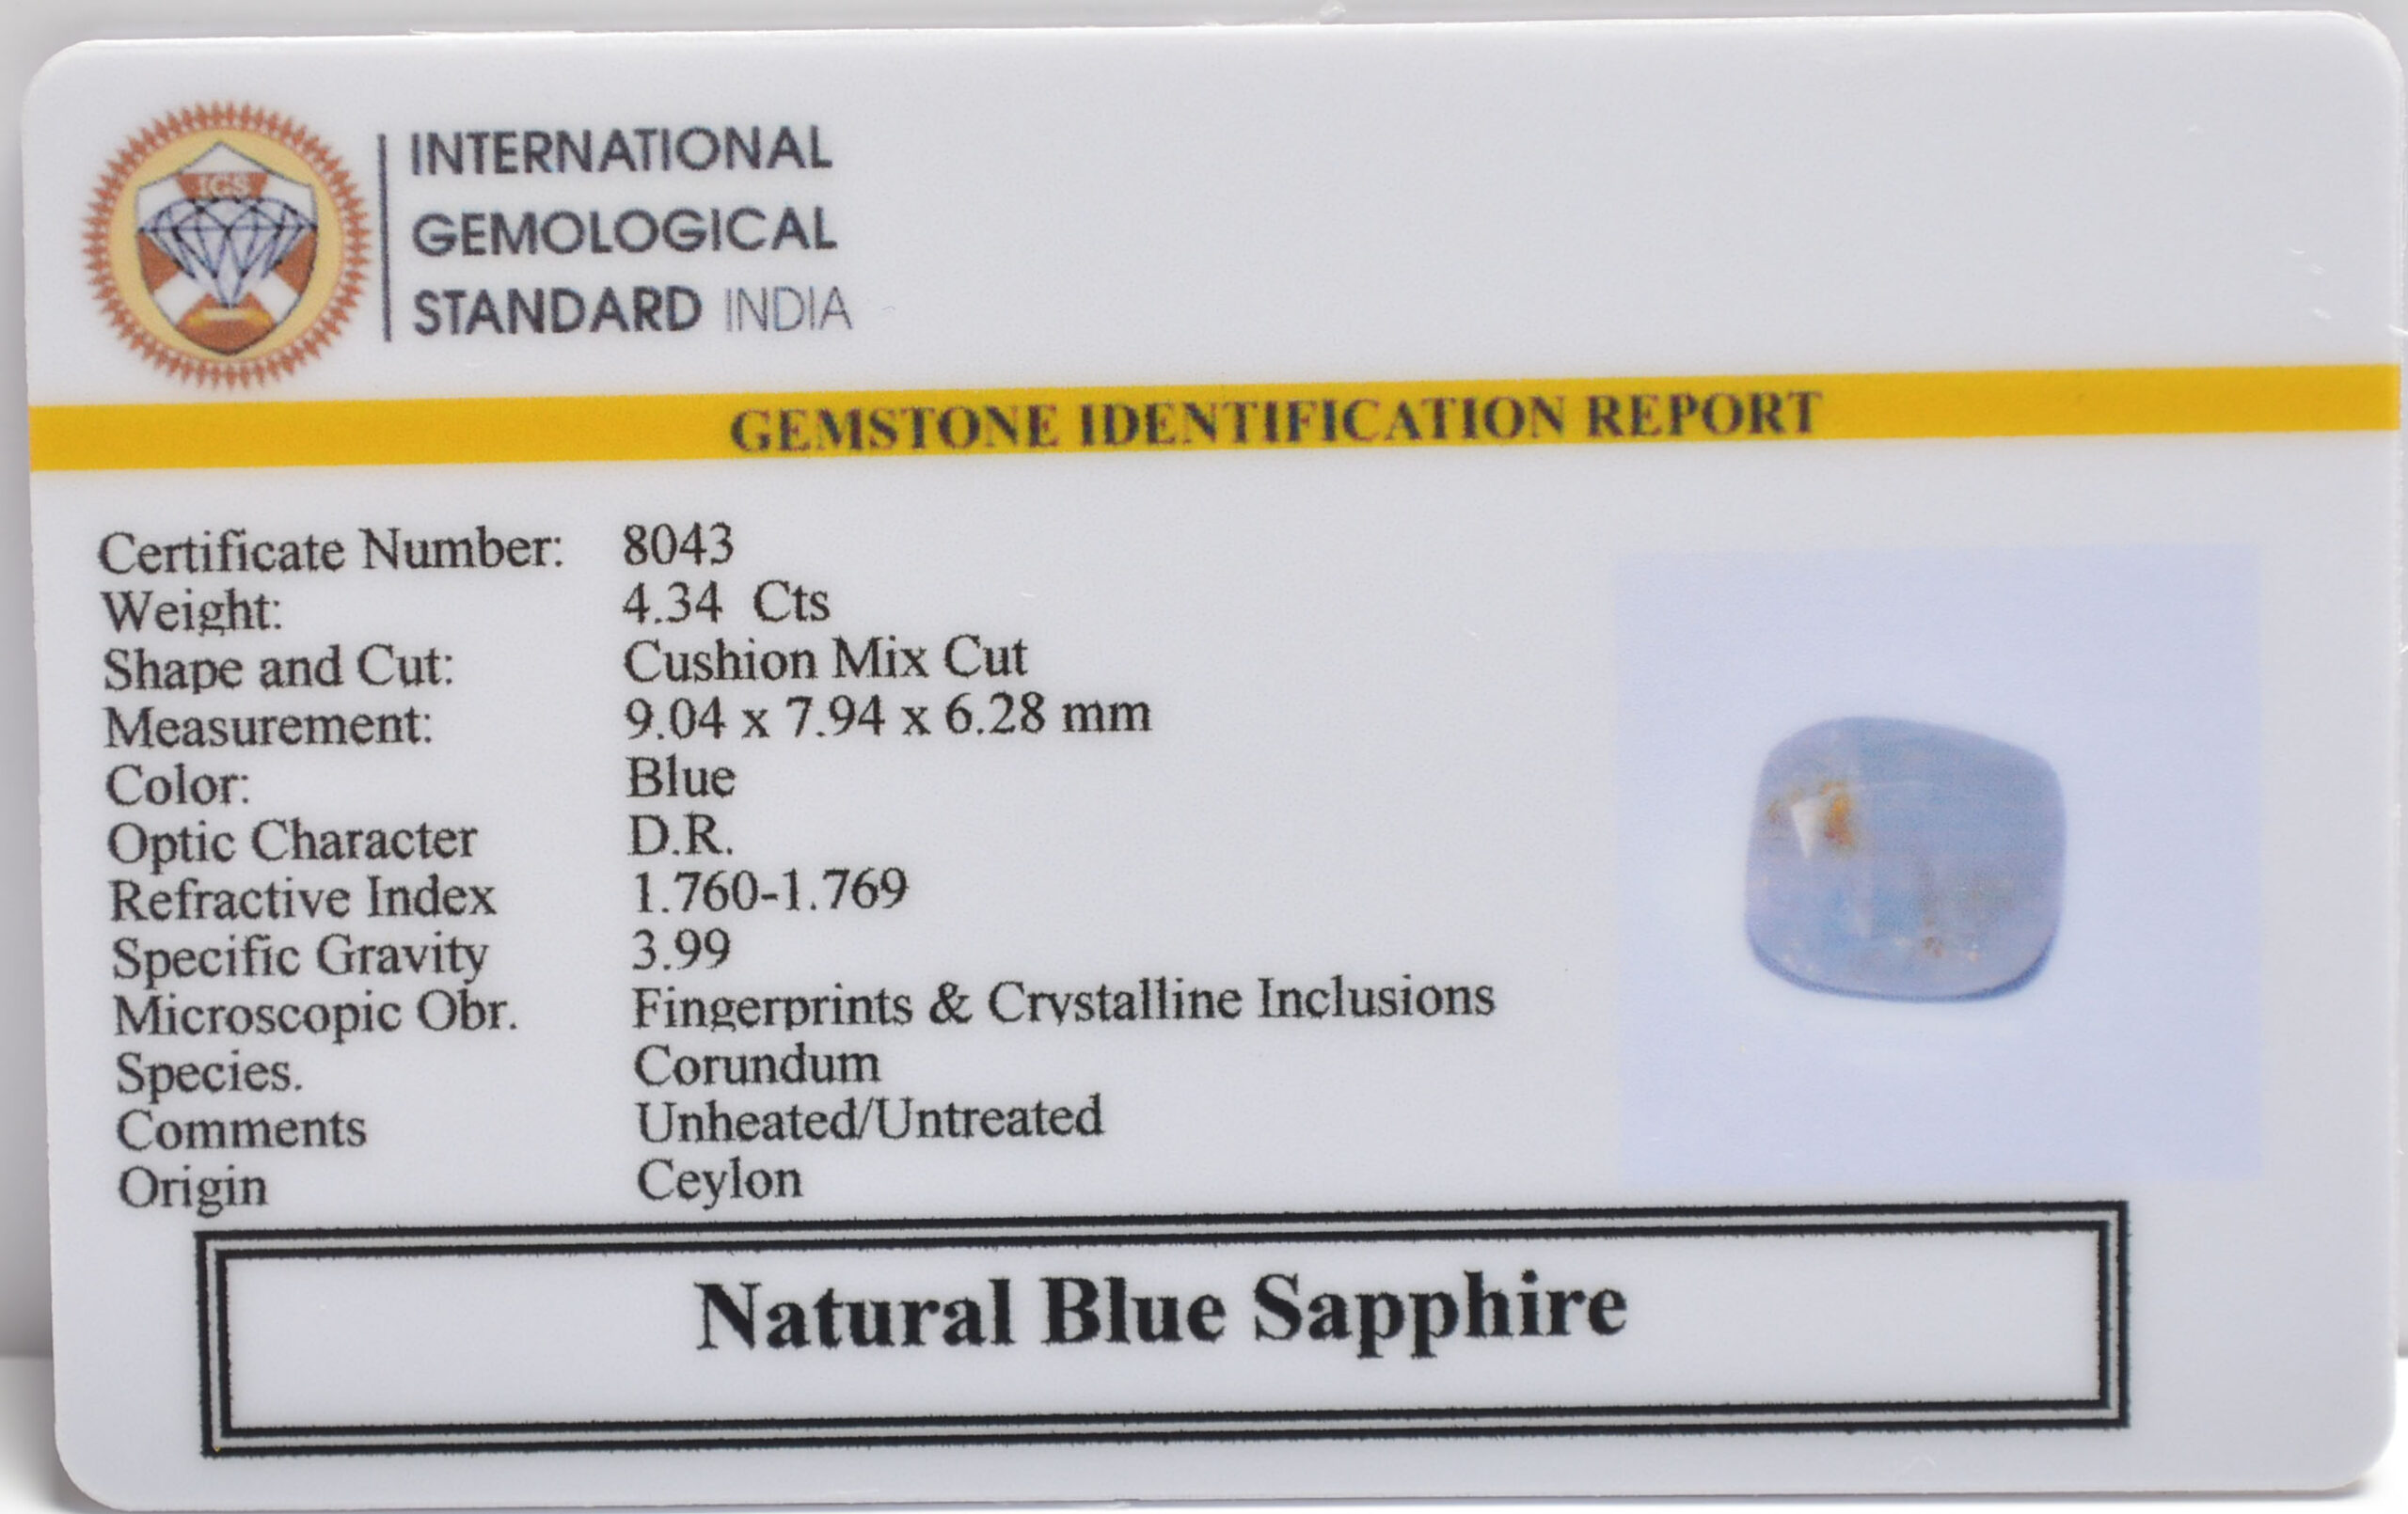 IGS
INTERNATIONAL
GEMOLOGICAL
STANDARD INDIA
GEMSTONE IDENTIFICATION REPORT
Certificate Number: 8043
Weight: 4.34 Cts
Shape and Cut: Cushion Mix Cut
Measurement: 9.04 x 7.94 x 6.28 mm
Color: Blue
Optic Character D.R.
Refractive Index 1.760-1.769
Specific Gravity 3.99
Microscopic Obr. Fingerprints & Crystalline Inclusions
Species. Corundum
Comments Unheated/Untreated
Origin Ceylon
Natural Blue Sapphire